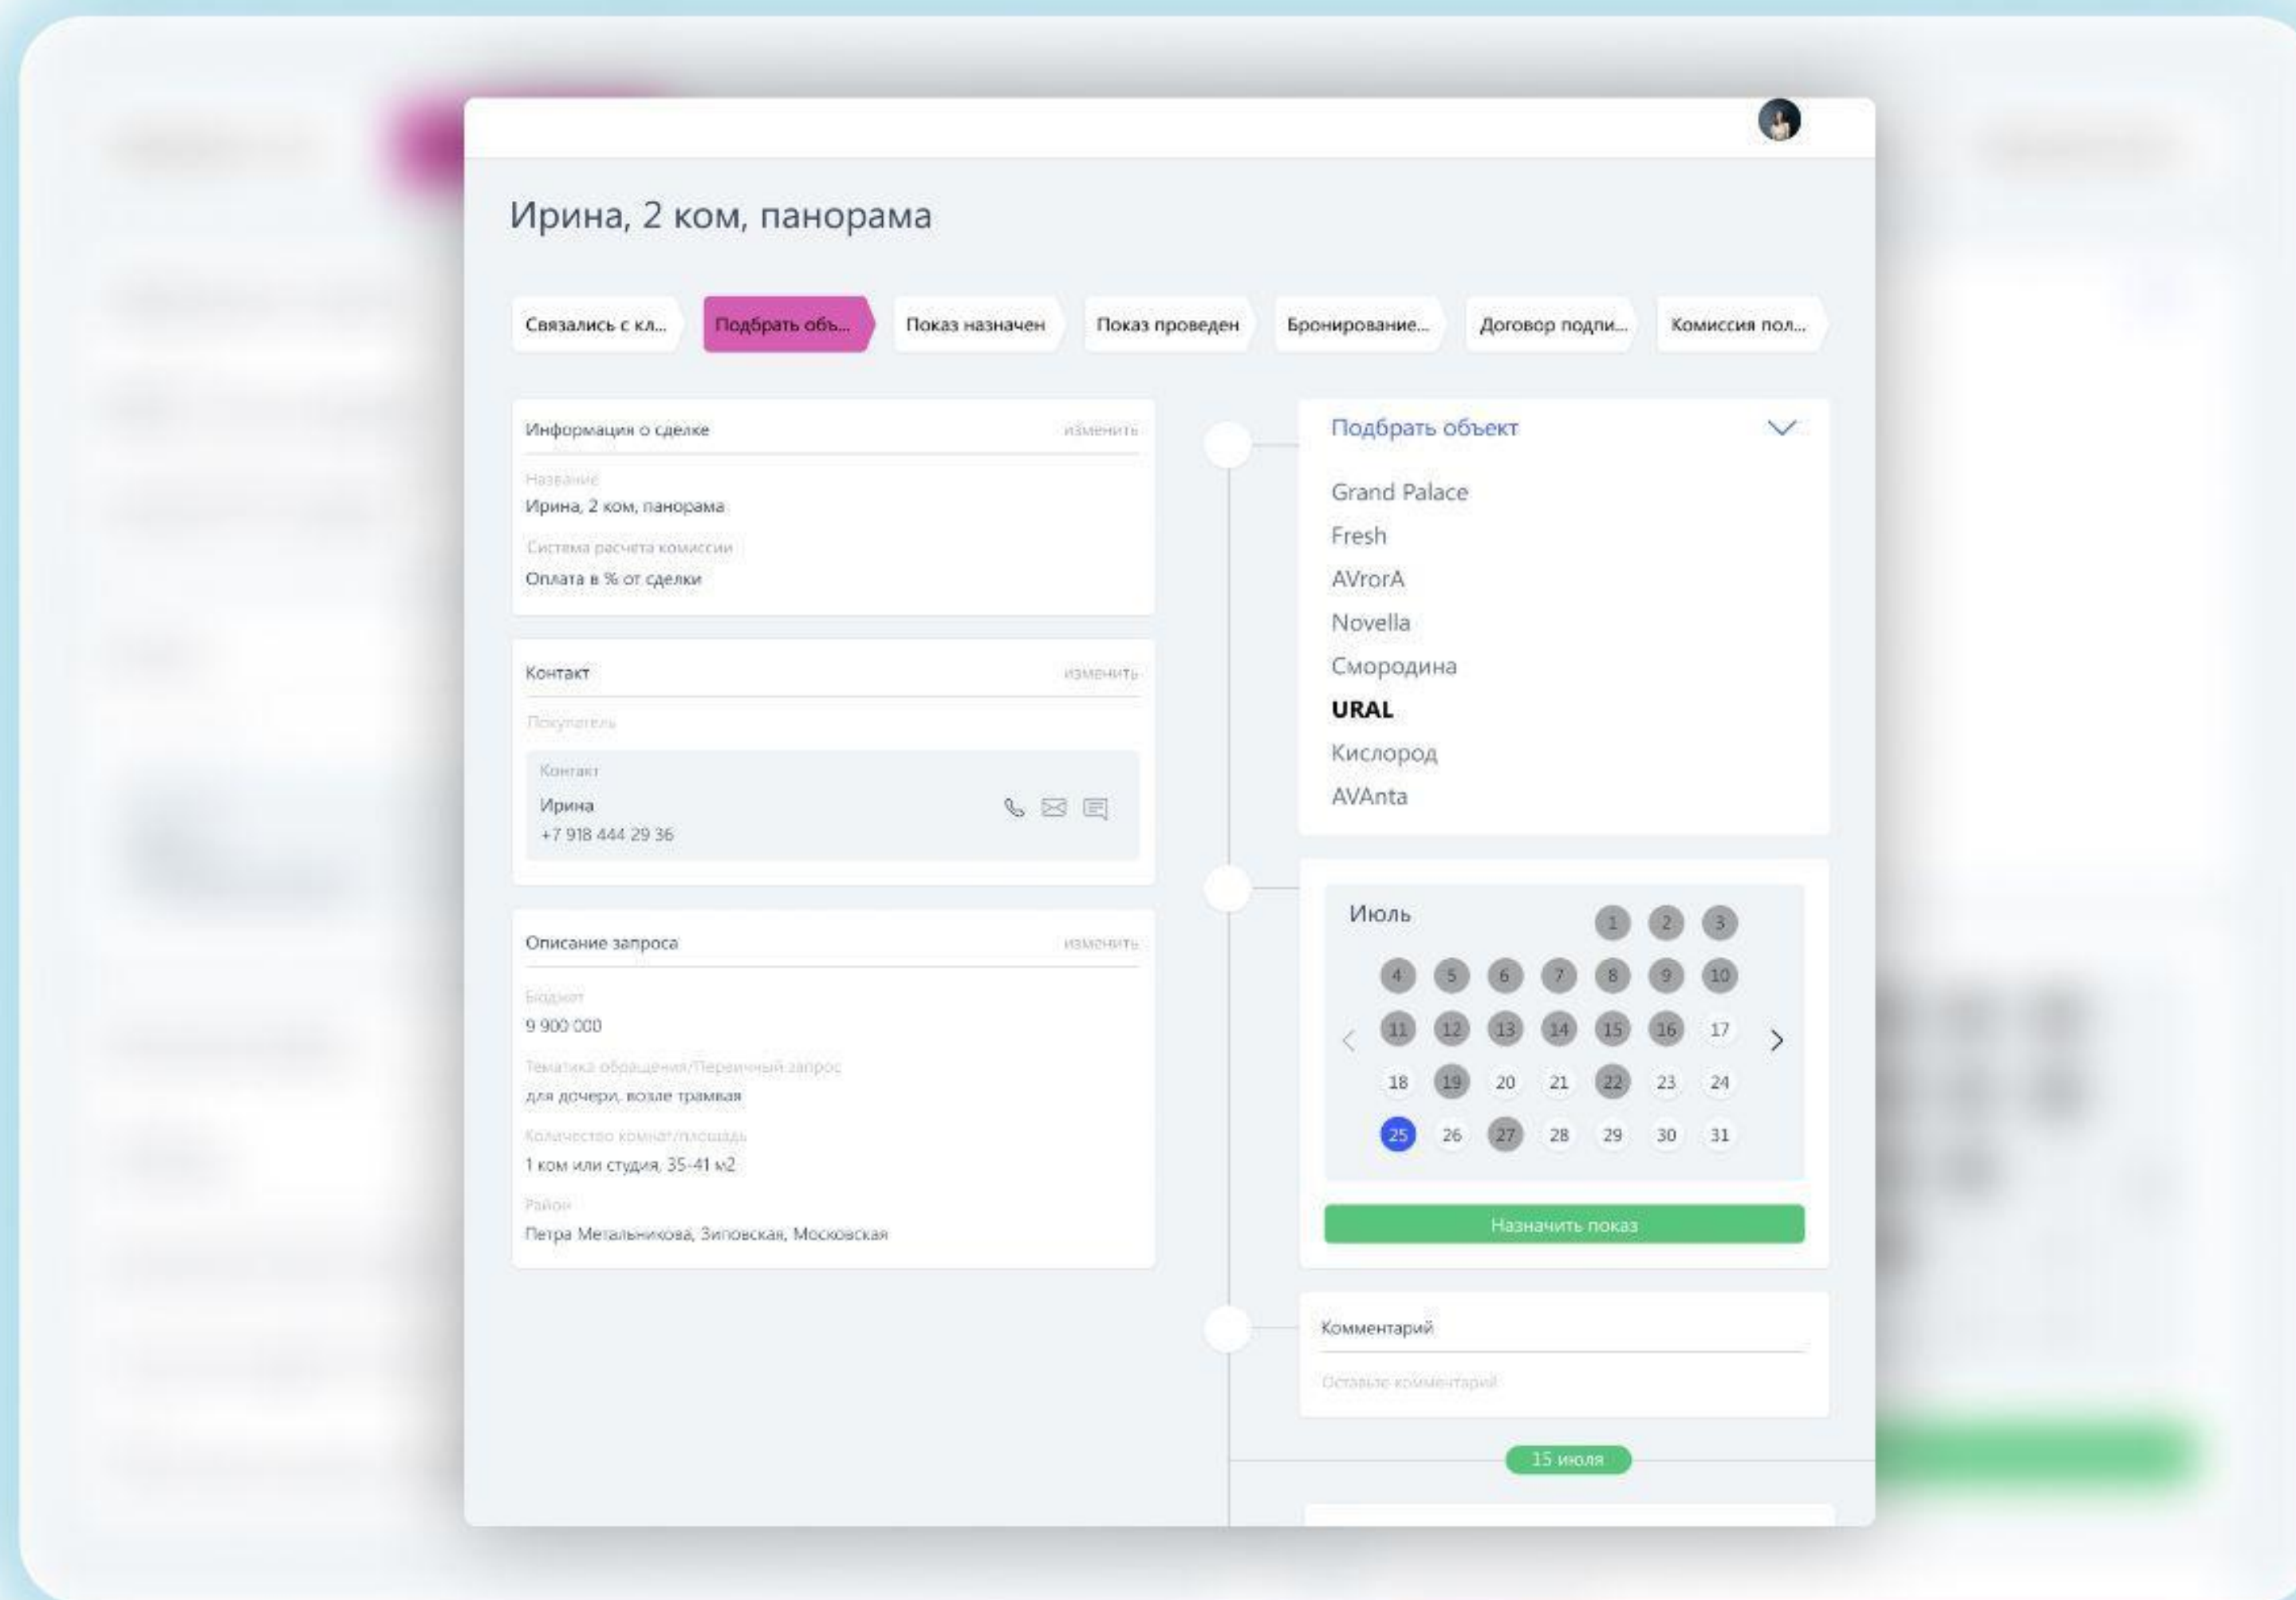 Ирина, 2 ком, панорама
Связались с кл...
Подбрать объ...
Показ назначен
Показ проведен
Бронирование...
Договор подпи...
Комиссия пол...
Информация о сделке
изменить
Название
Ирина, 2 ком, панорама
Система расчета комиссии
Оплата в % от сделки
Контакт
изменить
Покупатель
Контакт
Ирина
+7 918 444 29 36
Описание запроса
изменить
Бюджет
9 900 000
Тематика обращения/Первичный запрос
для дочери, возле трамвая
Количество комнат/площадь
1 ком или студия, 35-41 м2
Район
Петра Метальникова, Зиповская, Московская
Подбрать объект
Grand Palace
Fresh
AVrorA
Novella
Смородина
URAL
Кислород
AVAnta
Июль
1 2 3
4 5 6 7 8 9 10
11 12 13 14 15 16 17
18 19 20 21 22 23 24
25 26 27 28 29 30 31
Назначить показ
Комментарий
Оставьте комментарий
15 июля